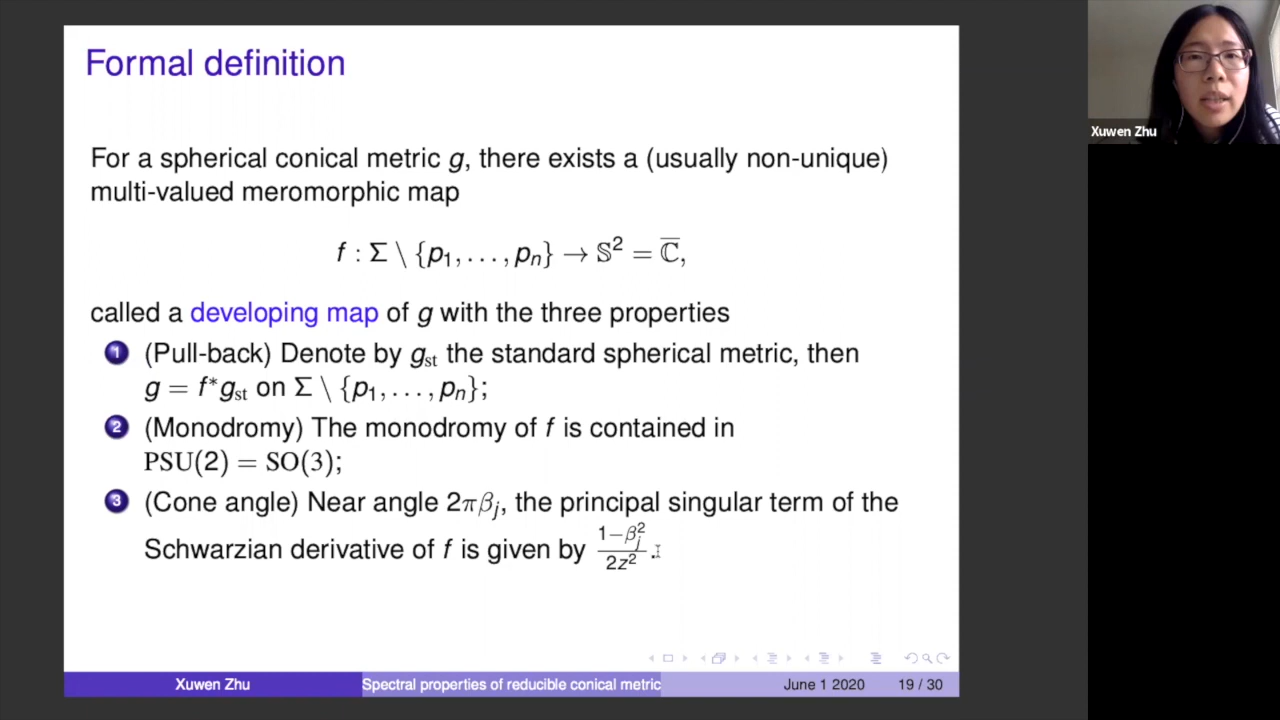 Formal definition
For a spherical conical metric g, there exists a (usually non-unique)
multi-valued meromorphic map
f : Σ \ {p₁, . . . , pₙ} → 𝕊² = ℂ̅,
called a developing map of g with the three properties
1 (Pull-back) Denote by g_st the standard spherical metric, then
g = f*g_st on Σ \ {p₁, . . . , pₙ};
2 (Monodromy) The monodromy of f is contained in
PSU(2) = SO(3);
3 (Cone angle) Near angle 2πβⱼ, the principal singular term of the
Schwarzian derivative of f is given by (1−βⱼ²)/(2z²).
Xuwen Zhu
Spectral properties of reducible conical metric
June 1 2020
19 / 30
Xuwen Zhu